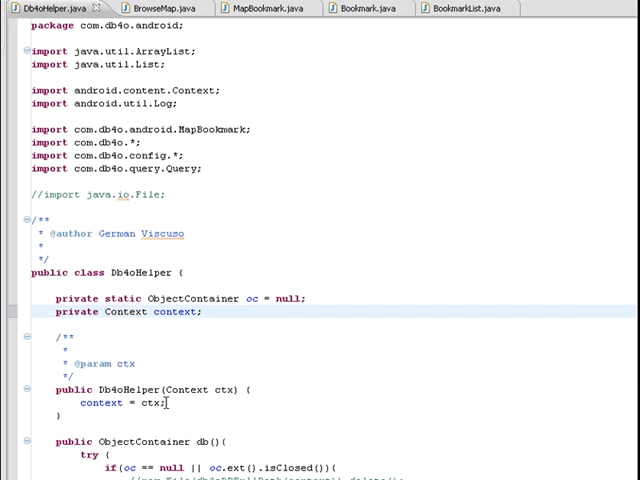 Db4oHelper.java BrowseMap.java MapBookmark.java Bookmark.java BookmarkList.java
package com.db4o.android;
import java.util.ArrayList;
import java.util.List;
import android.content.Context;
import android.util.Log;
import com.db4o.android.MapBookmark;
import com.db4o.*;
import com.db4o.config.*;
import com.db4o.query.Query;
//import java.io.File;
/**
* @author German Viscuso
*
*/
public class Db4oHelper {
private static ObjectContainer oc = null;
private Context context;
/**
*
* @param ctx
*/
public Db4oHelper(Context ctx) {
context = ctx;
}
public ObjectContainer db(){
try {
if(oc == null || oc.ext().isClosed()){